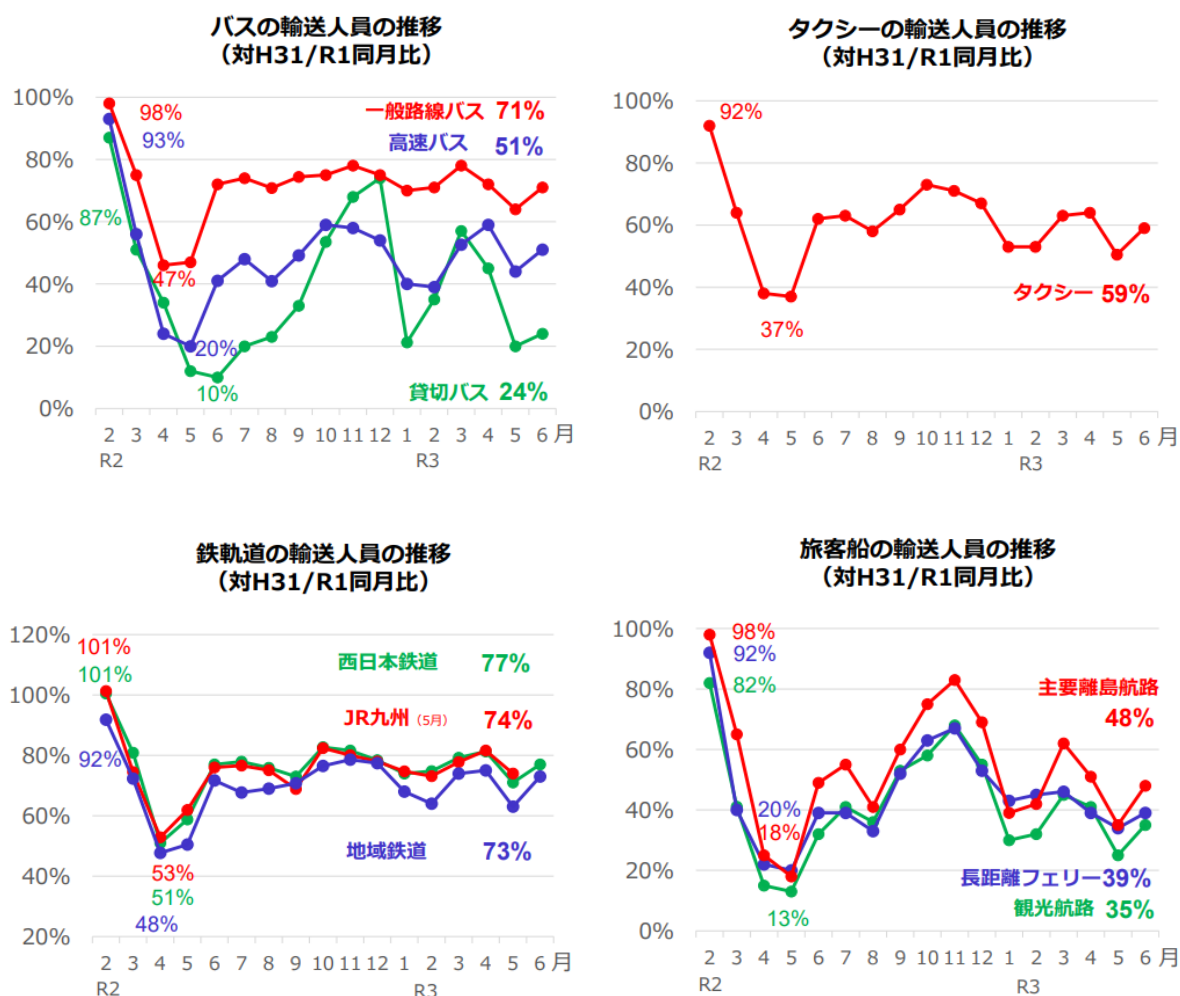 バスの輸送人員の推移
（対H31/R1同月比）
100%
80%
60%
40%
20%
0%
98%
93%
87%
47%
20%
10%
一般路線バス 71%
高速バス 51%
貸切バス 24%
2 3 4 5 6 7 8 9 10 11 12 1 2 3 4 5 6 月
R2 R3
タクシーの輸送人員の推移
（対H31/R1同月比）
100%
80%
60%
40%
20%
0%
92%
37%
タクシー 59%
2 3 4 5 6 7 8 9 10 11 12 1 2 3 4 5 6 月
R2 R3
鉄軌道の輸送人員の推移
（対H31/R1同月比）
120%
100%
80%
60%
40%
20%
101%
101%
92%
53%
51%
48%
西日本鉄道 77%
JR九州（5月） 74%
地域鉄道 73%
2 3 4 5 6 7 8 9 10 11 12 1 2 3 4 5 6 月
R2 R3
旅客船の輸送人員の推移
（対H31/R1同月比）
100%
80%
60%
40%
20%
0%
98%
92%
82%
20%
18%
13%
主要離島航路
48%
長距離フェリー39%
観光航路 35%
2 3 4 5 6 7 8 9 10 11 12 1 2 3 4 5 6 月
R2 R3